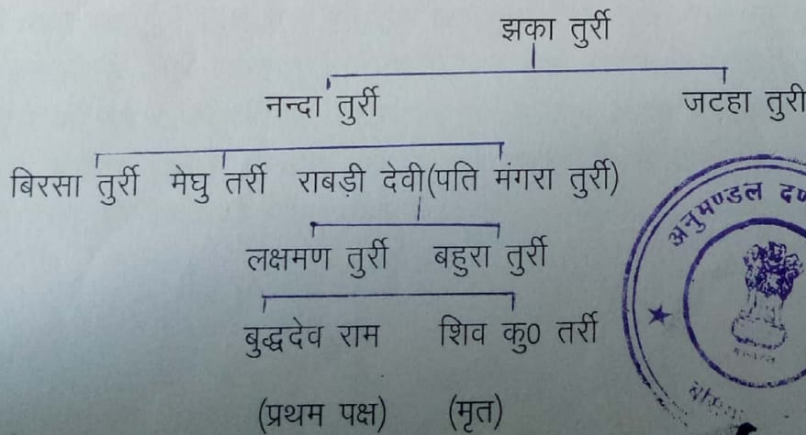 झका तुर्री
नन्दा तुर्री जटहा तुरी
बिरसा तुर्री मेघु तर्री राबड़ी देवी(पति मंगरा तुर्री)
लक्षमण तुर्री बहुरा तुर्री
बुद्धदेव राम शिव कु0 तर्री
(प्रथम पक्ष) (मृत)
अनुमण्डल